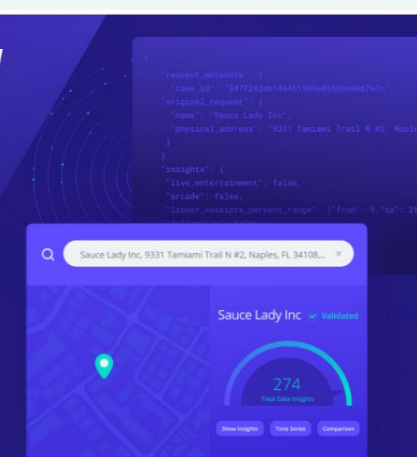 {
"request_metadata": {
"original_request": {
"name": "Sauce Lady Inc",
"physical_address": "9331 Tamiami Trail N #2, Naple
}
}
"insights": {
"live_entertainment": false,
"arcade": false,
"liquor_receipts_percent_range": {"from": 0,"to": 2
Sauce Lady Inc, 9331 Tamiami Trail N #2, Naples, FL 34108... ×
Sauce Lady Inc ✓ Validated
274
Total Data Insights
Show Insights Time Series Comparison